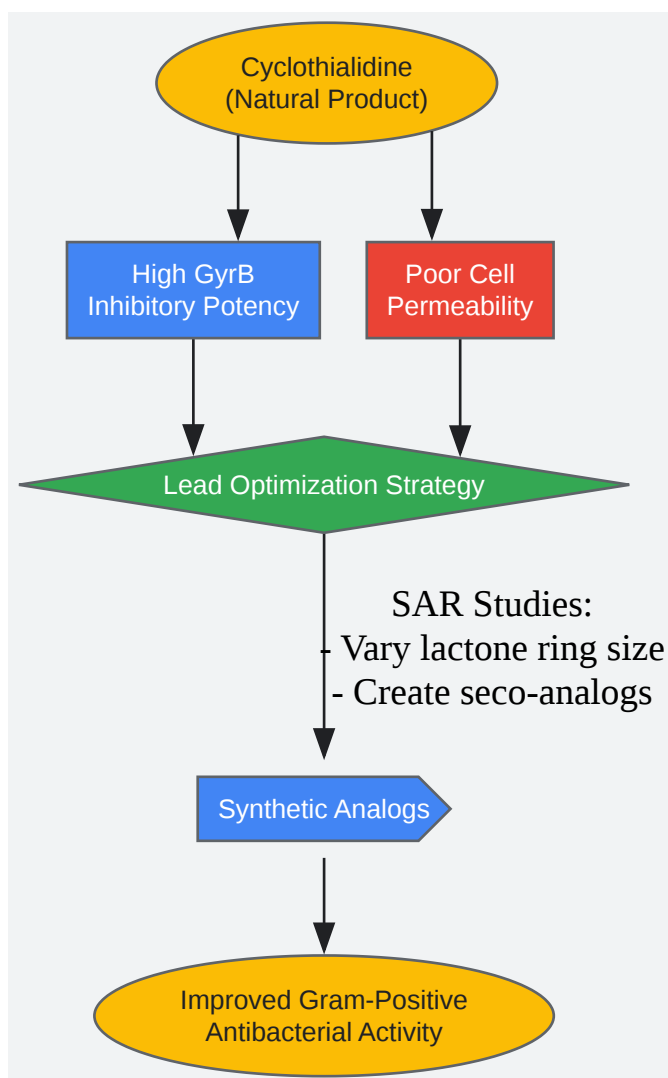 Cyclothialidine
(Natural Product)
High GyrB
Inhibitory Potency
Poor Cell
Permeability
Lead Optimization Strategy
SAR Studies:
- Vary lactone ring size
- Create seco-analogs
Synthetic Analogs
Improved Gram-Positive
Antibacterial Activity